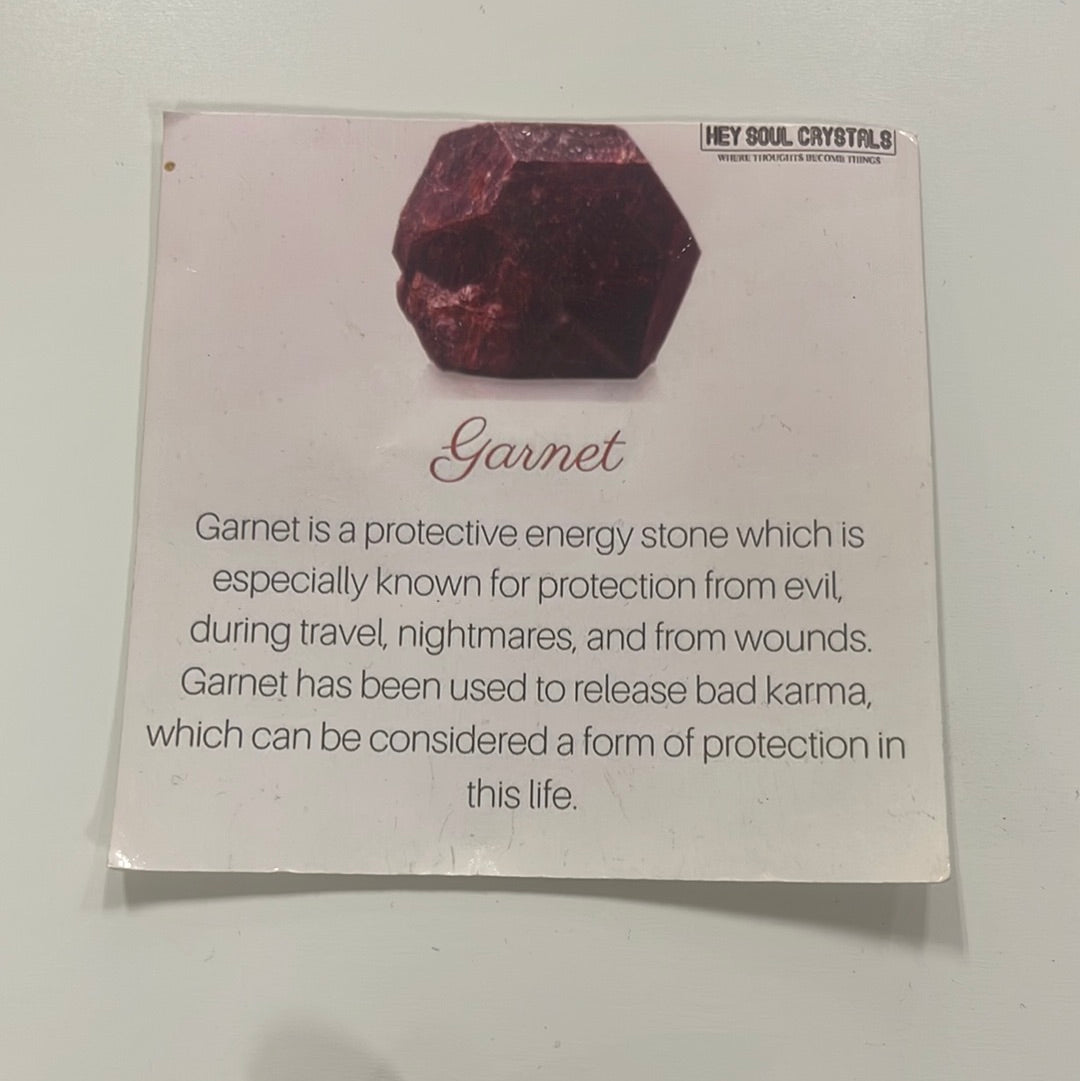 HEY SOUL CRYSTALS
WHERE THOUGHTS BECOME THINGS
Garnet
Garnet is a protective energy stone which is
especially known for protection from evil,
during travel, nightmares, and from wounds.
Garnet has been used to release bad karma,
which can be considered a form of protection in
this life.